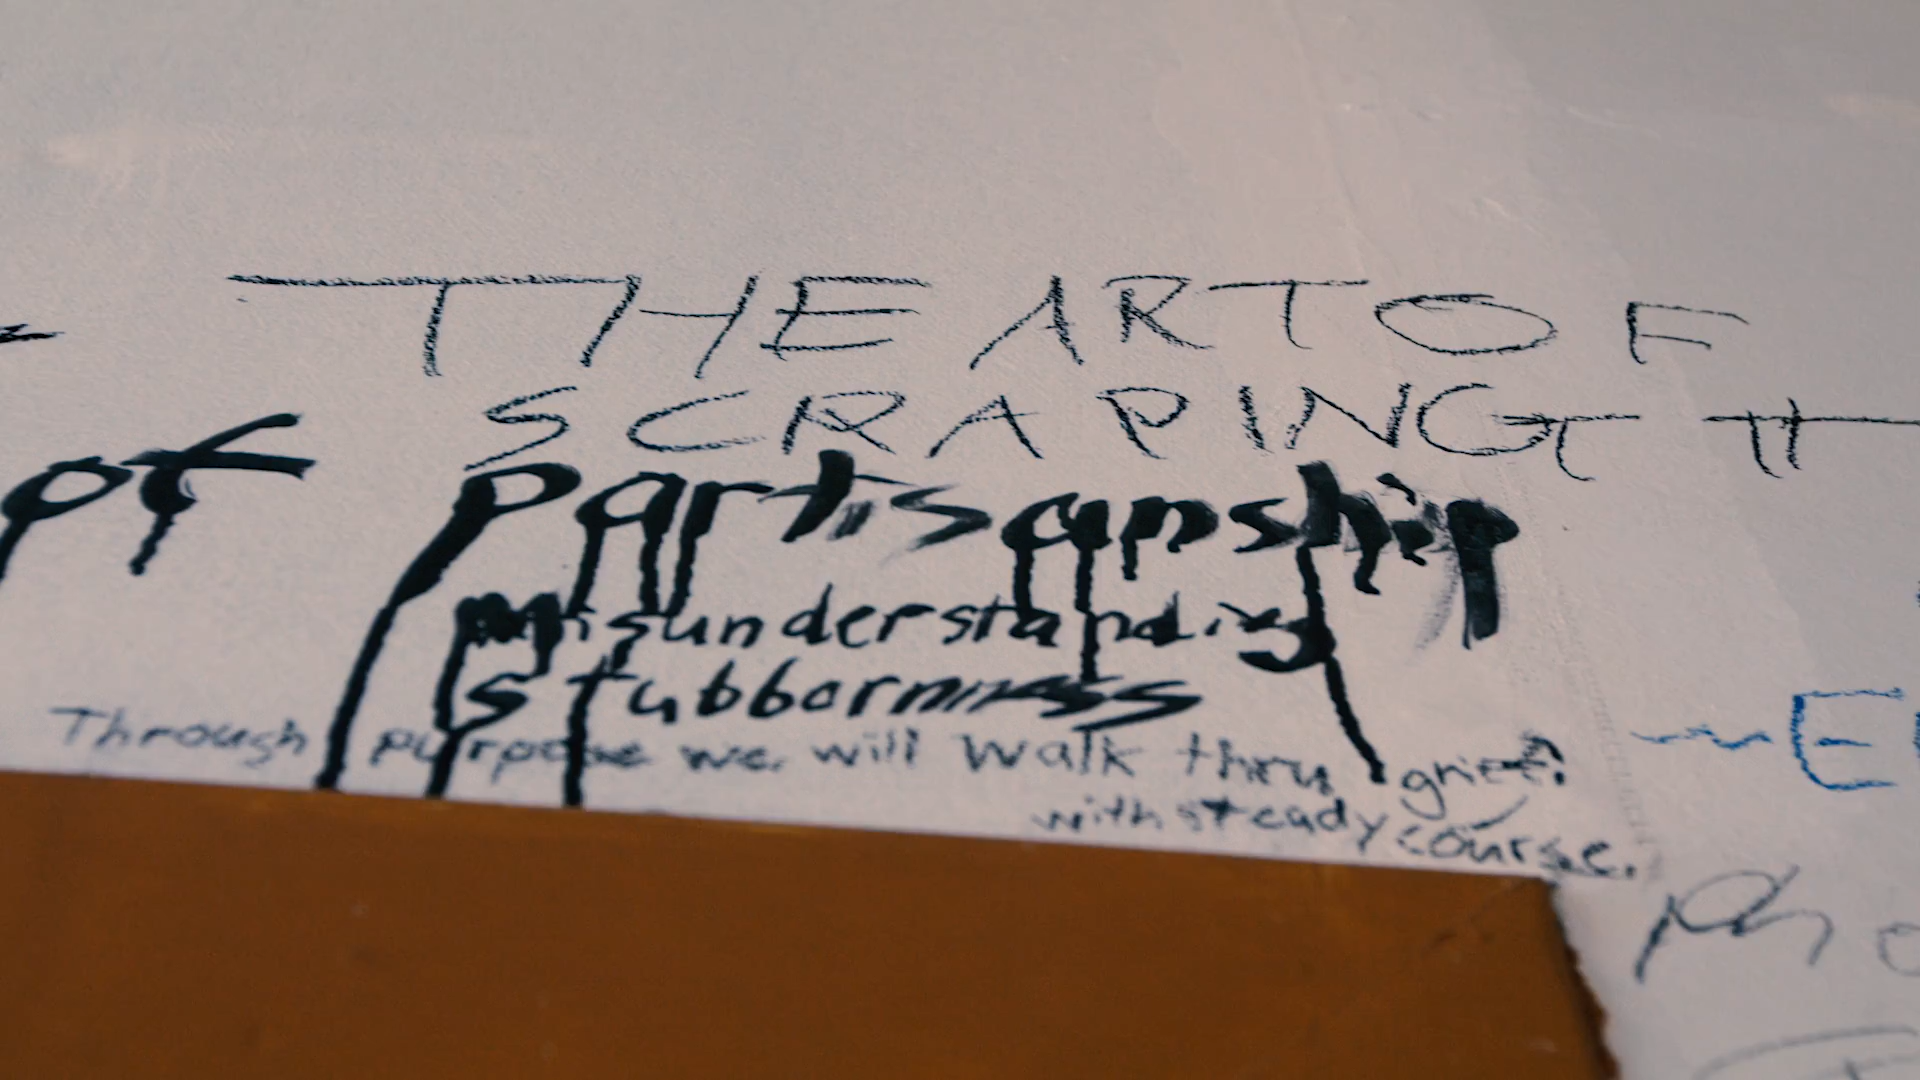 THE ART OF
SCRAPING
of Partisanship
misunderstanding
stubbornness
Through purpose we will walk thru grief?
with steady course.